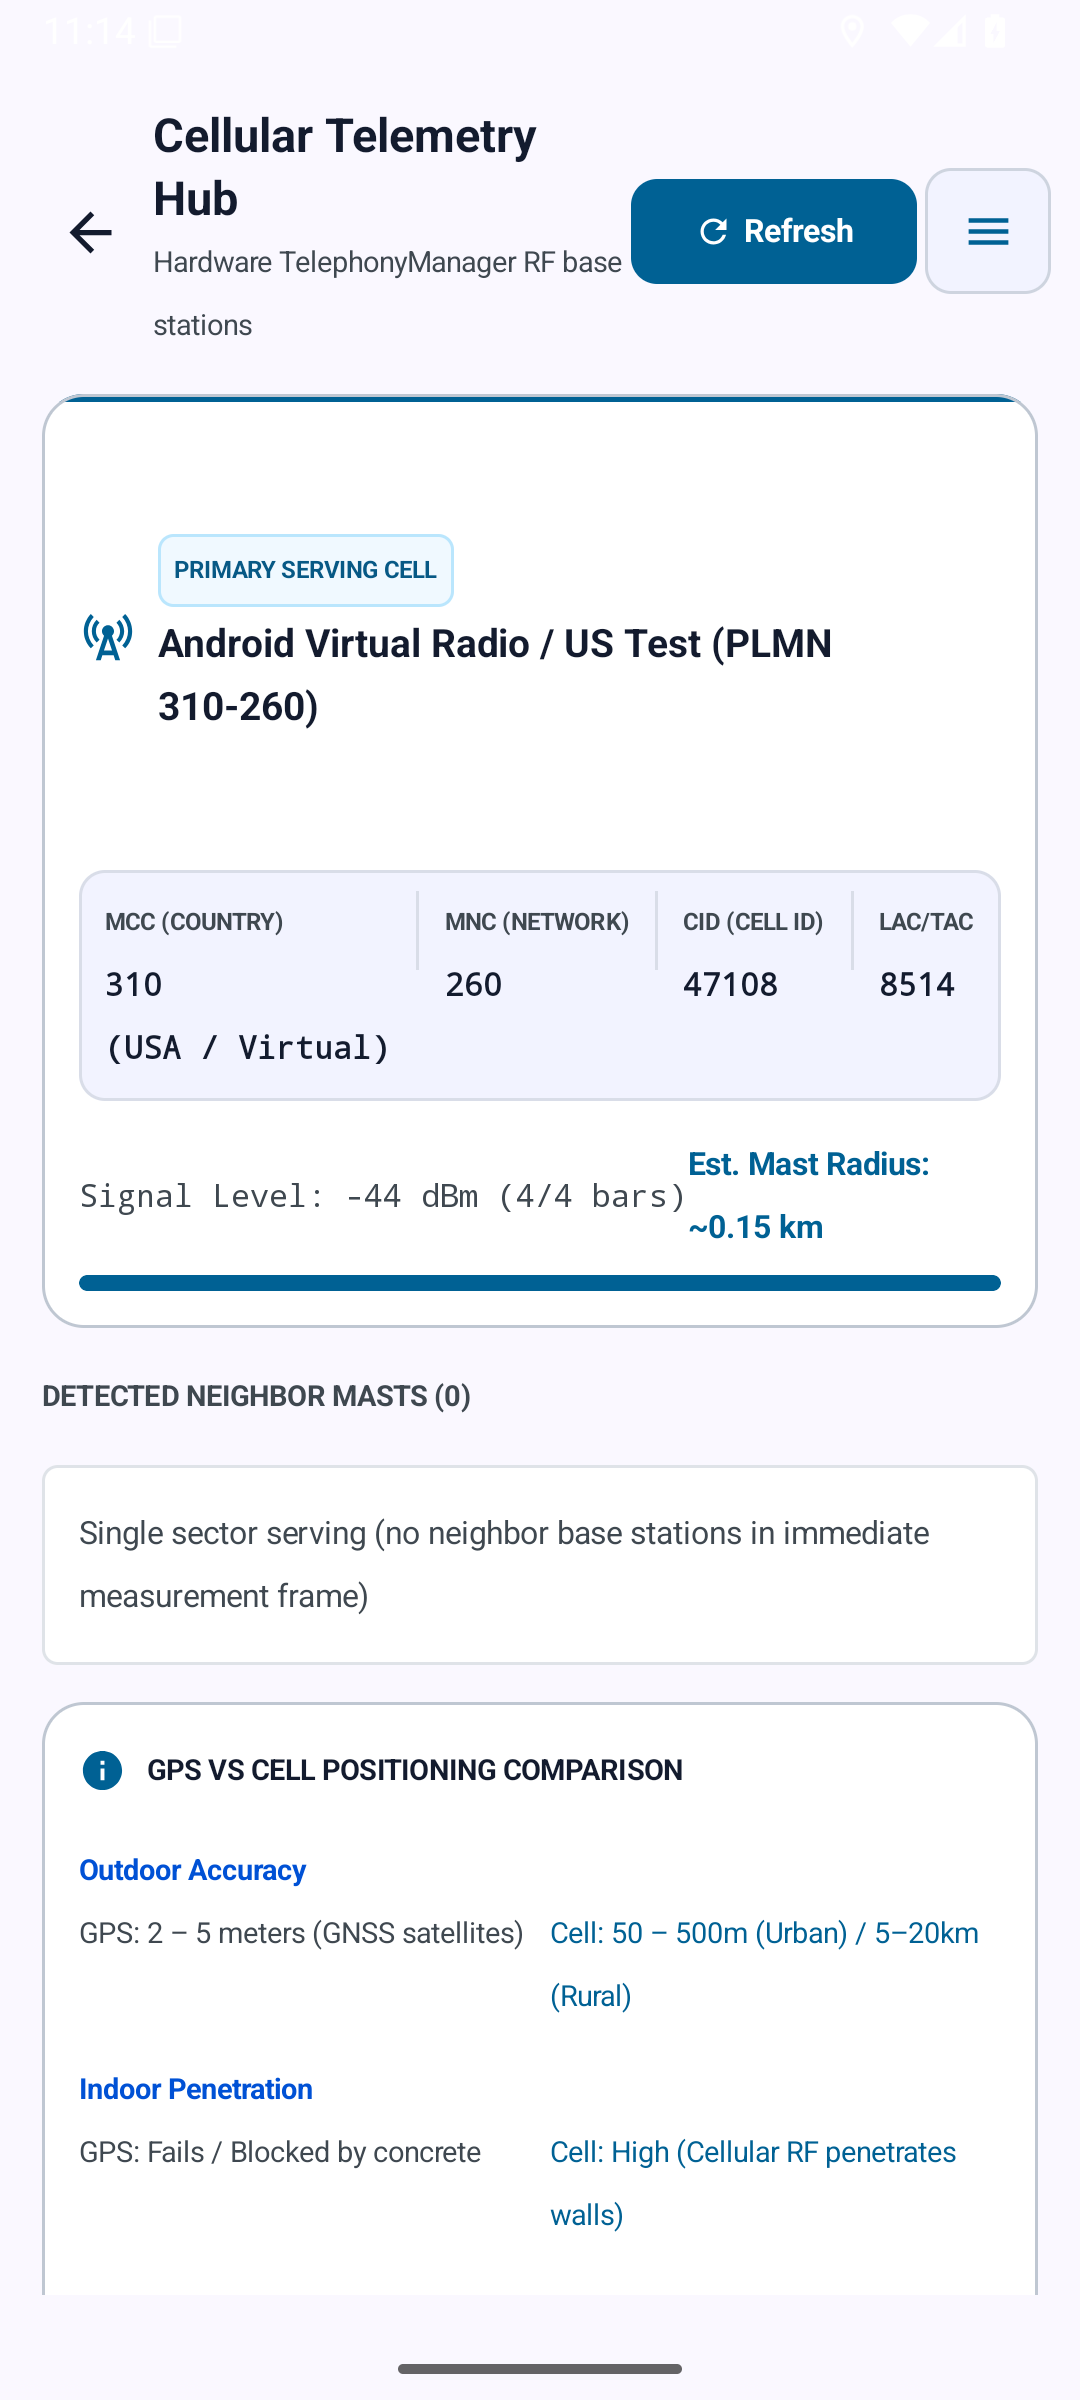 11:14
Cellular Telemetry
Hub
Hardware TelephonyManager RF base
stations
Refresh
PRIMARY SERVING CELL
Android Virtual Radio / US Test (PLMN
310-260)
MCC (COUNTRY)
310
(USA / Virtual)
MNC (NETWORK)
260
CID (CELL ID)
47108
LAC/TAC
8514
Signal Level: -44 dBm (4/4 bars)
Est. Mast Radius:
~0.15 km
DETECTED NEIGHBOR MASTS (0)
Single sector serving (no neighbor base stations in immediate
measurement frame)
GPS VS CELL POSITIONING COMPARISON
Outdoor Accuracy
GPS: 2 – 5 meters (GNSS satellites)
Cell: 50 – 500m (Urban) / 5–20km
(Rural)
Indoor Penetration
GPS: Fails / Blocked by concrete
Cell: High (Cellular RF penetrates
walls)